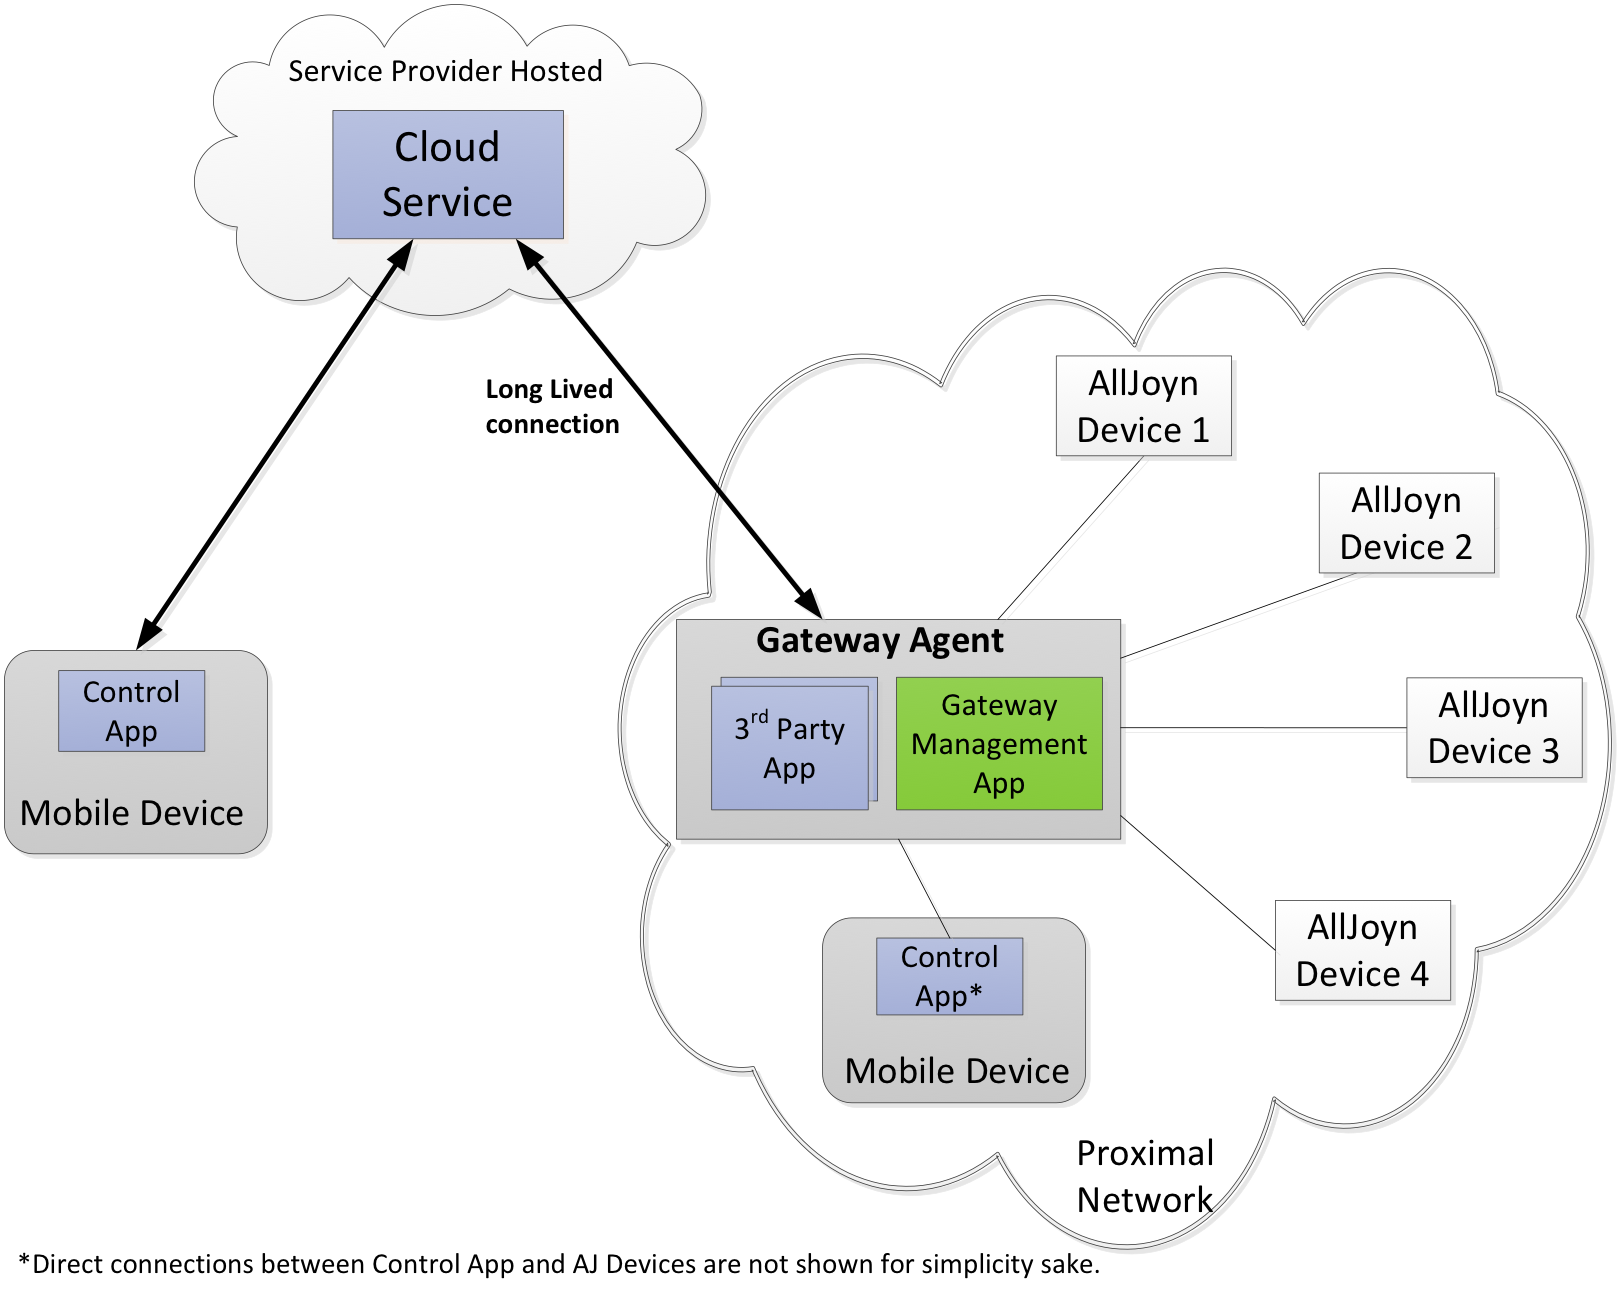 Service Provider Hosted
Cloud
Service
Long Lived
connection
AllJoyn
Device 1
AllJoyn
Device 2
Gateway Agent
3rd Party
App
Gateway
Management
App
Control
App
Mobile Device
AllJoyn
Device 3
AllJoyn
Device 4
Control
App*
Mobile Device
Proximal
Network
*Direct connections between Control App and AJ Devices are not shown for simplicity sake.